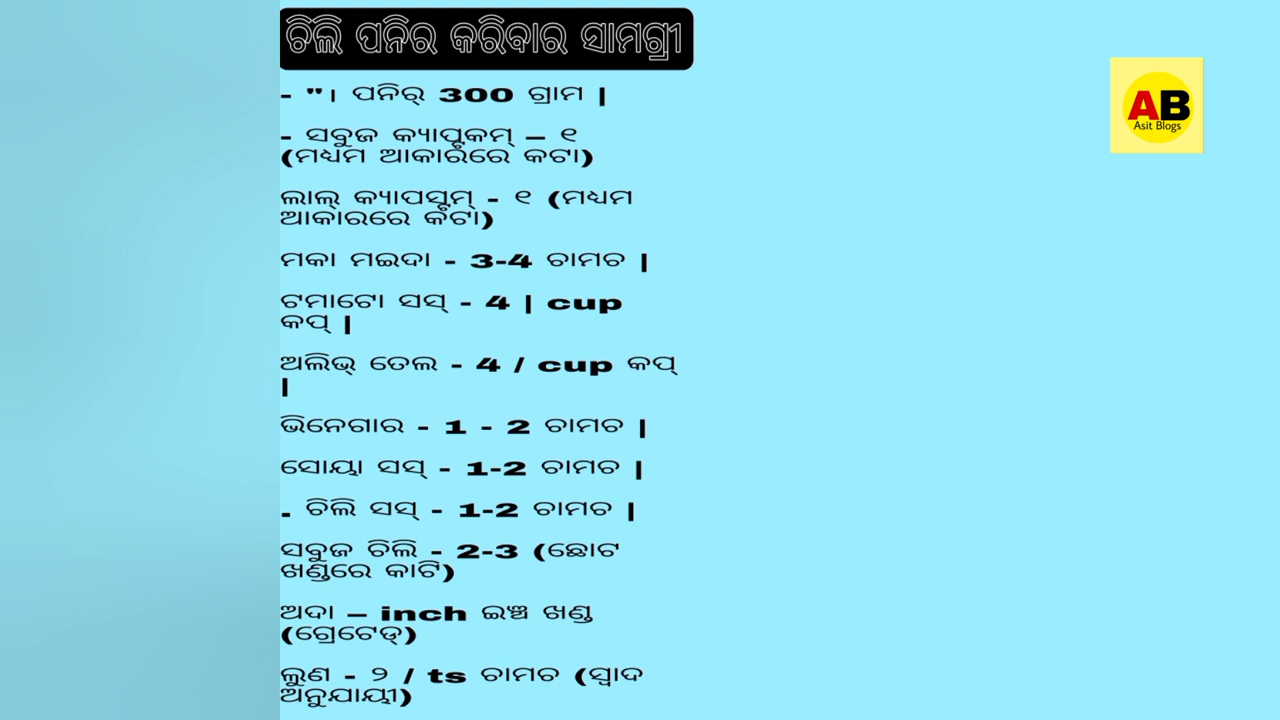 ଚିଲି ପନିର କରିବାର ସାମଗ୍ରୀ
- "। ପନିର୍ 300 ଗ୍ରାମ |
- ସବୁଜ କ୍ୟାପ୍ସକମ୍ – ୧
(ମଧ୍ୟମ ଆକାରରେ କଟା)
ଲାଲ୍ କ୍ୟାପସ୍ଟମ୍ - ୧ (ମଧ୍ୟମ
ଆକାରରେ କଟା)
ମକା ମଇଦା - 3-4 ଚାମଚ |
ଟମାଟୋ ସସ୍ - 4 | cup
କପ୍ |
ଅଲିଭ୍ ତେଲ - 4 / cup କପ୍
|
ଭିନେଗାର - 1 - 2 ଚାମଚ |
ସୋୟା ସସ୍ - 1-2 ଚାମଚ |
. ଚିଲି ସସ୍ - 1-2 ଚାମଚ |
ସବୁଜ ଚିଲି - 2-3 (ଛୋଟ
ଖଣ୍ଡରେ କାଟି)
ଅଦା – inch ଇଞ୍ଚ ଖଣ୍ଡ
(ଗ୍ରେଟେଡ୍)
ଲୁଣ - ୨ / ts ଚାମଚ (ସ୍ୱାଦ
ଅନୁଯାୟୀ)
AB
Asit Blogs